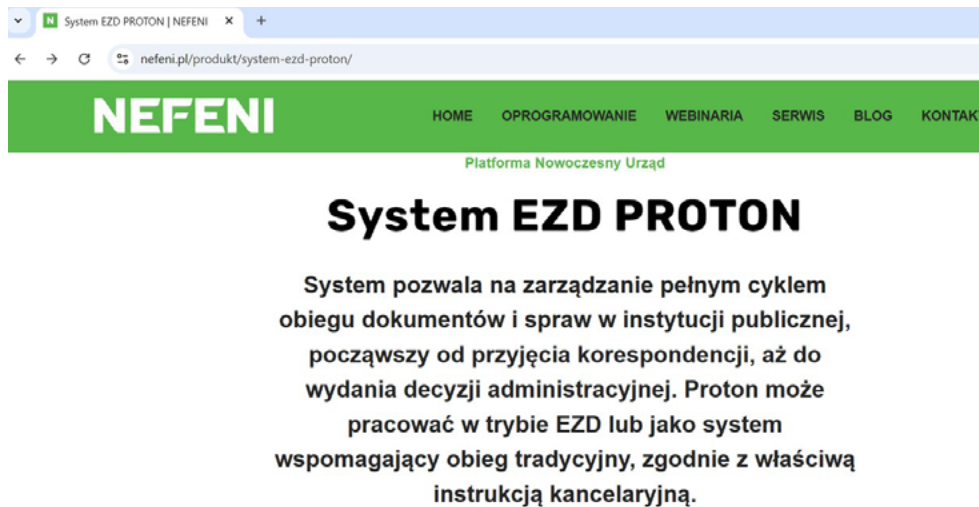 System EZD PROTON | NEFENI
nefeni.pl/produkt/system-ezd-proton/
NEFENI
HOME OPROGRAMOWANIE WEBINARIA SERWIS BLOG KONTAK
Platforma Nowoczesny Urząd
System EZD PROTON
System pozwala na zarządzanie pełnym cyklem
obiegu dokumentów i spraw w instytucji publicznej,
począwszy od przyjęcia korespondencji, aż do
wydania decyzji administracyjnej. Proton może
pracować w trybie EZD lub jako system
wspomagający obieg tradycyjny, zgodnie z właściwą
instrukcją kancelaryjną.